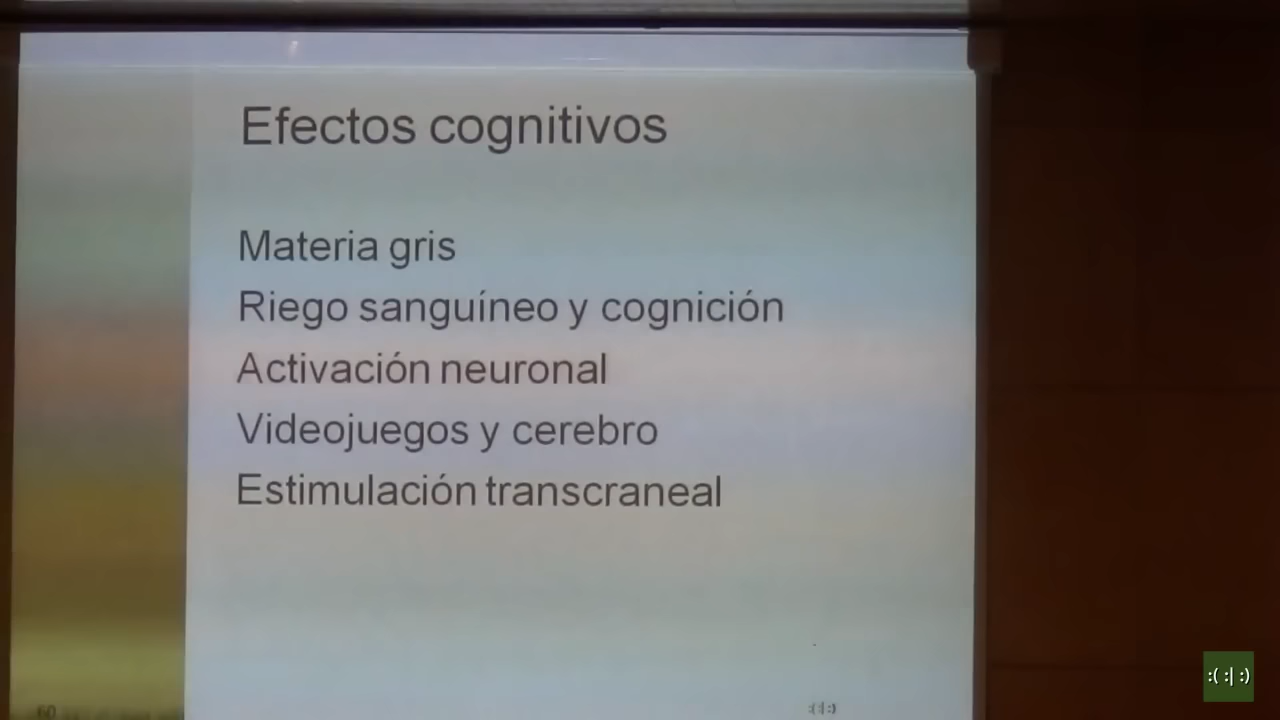 Efectos cognitivos
Materia gris
Riego sanguíneo y cognición
Activación neuronal
Videojuegos y cerebro
Estimulación transcraneal
:( :| :)
:( :| :)